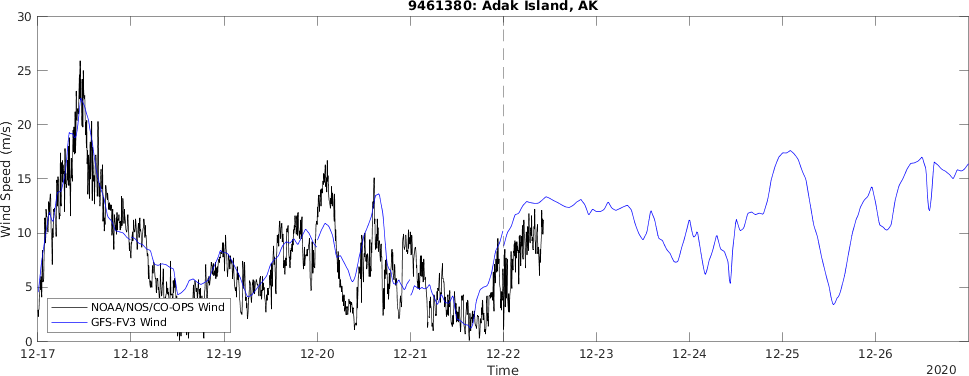 9461380: Adak Island, AK
30
25
20
15
10
5
0
Wind Speed (m/s)
NOAA/NOS/CO-OPS Wind
GFS-FV3 Wind
12-17 12-18 12-19 12-20 12-21 12-22 12-23 12-24 12-25 12-26
Time
2020